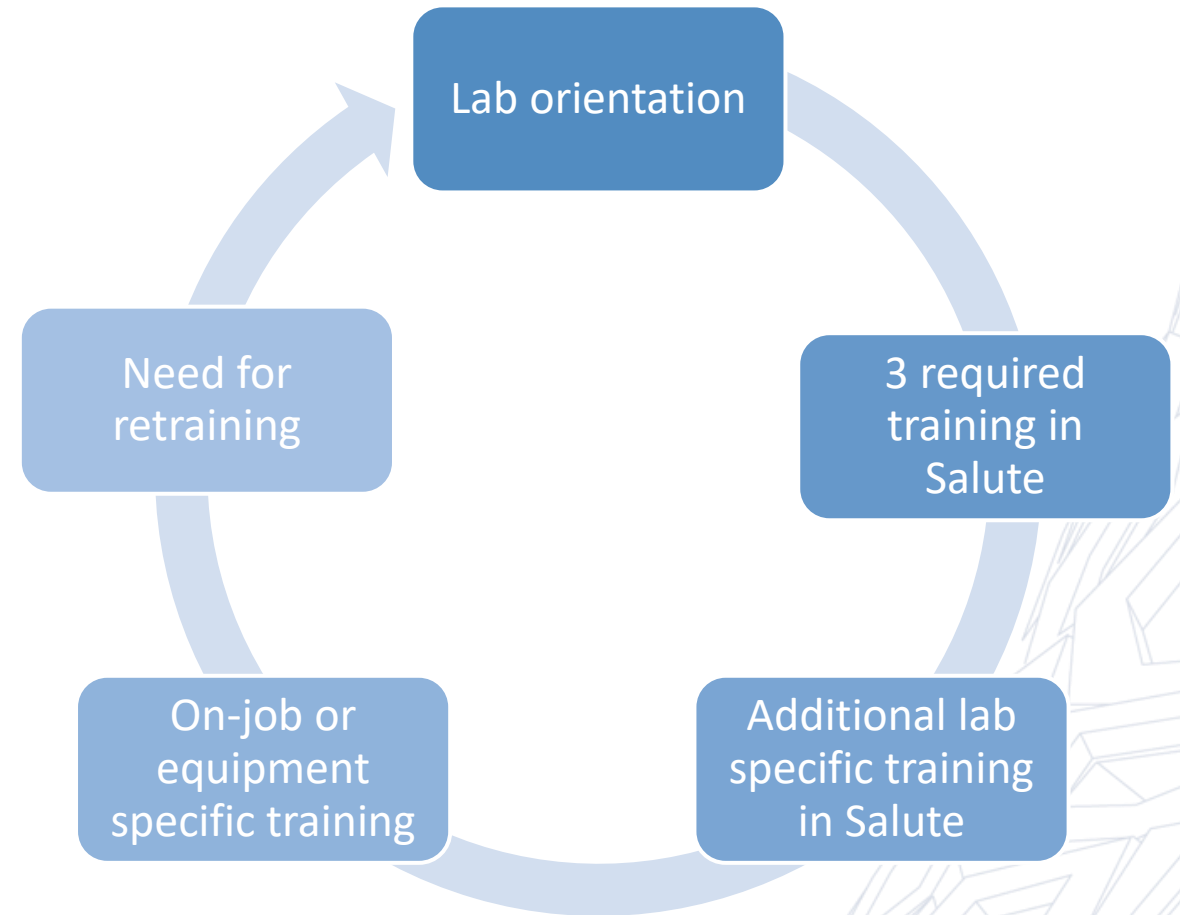 Lab orientation
3 required
training in
Salute
Additional lab
specific training
in Salute
On-job or
equipment
specific training
Need for
retraining